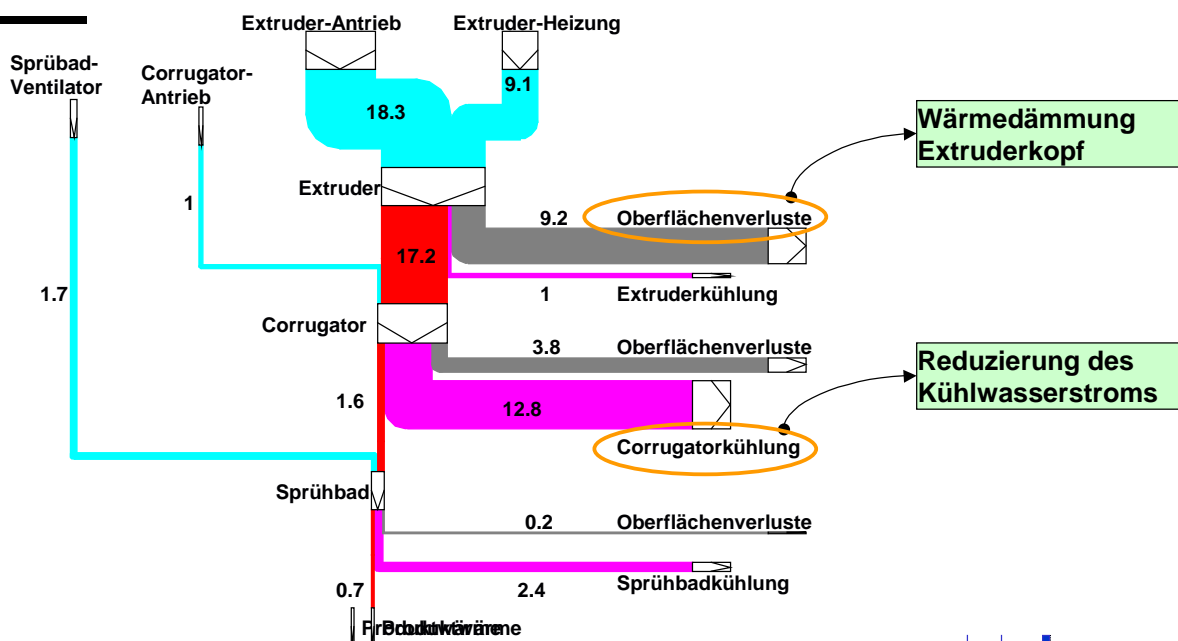 Extruder-Antrieb
Extruder-Heizung
Sprübad-
Ventilator
Corrugator-
Antrieb
9.1
18.3
Wärmedämmung
Extruderkopf
Extruder
1
9.2
Oberflächenverluste
17.2
1.7
1
Extruderkühlung
Corrugator
3.8
Oberflächenverluste
Reduzierung des
Kühlwasserstroms
1.6
12.8
Corrugatorkühlung
Sprühbad
0.2
Oberflächenverluste
0.7
2.4
Sprühbadkühlung
Produktwärme